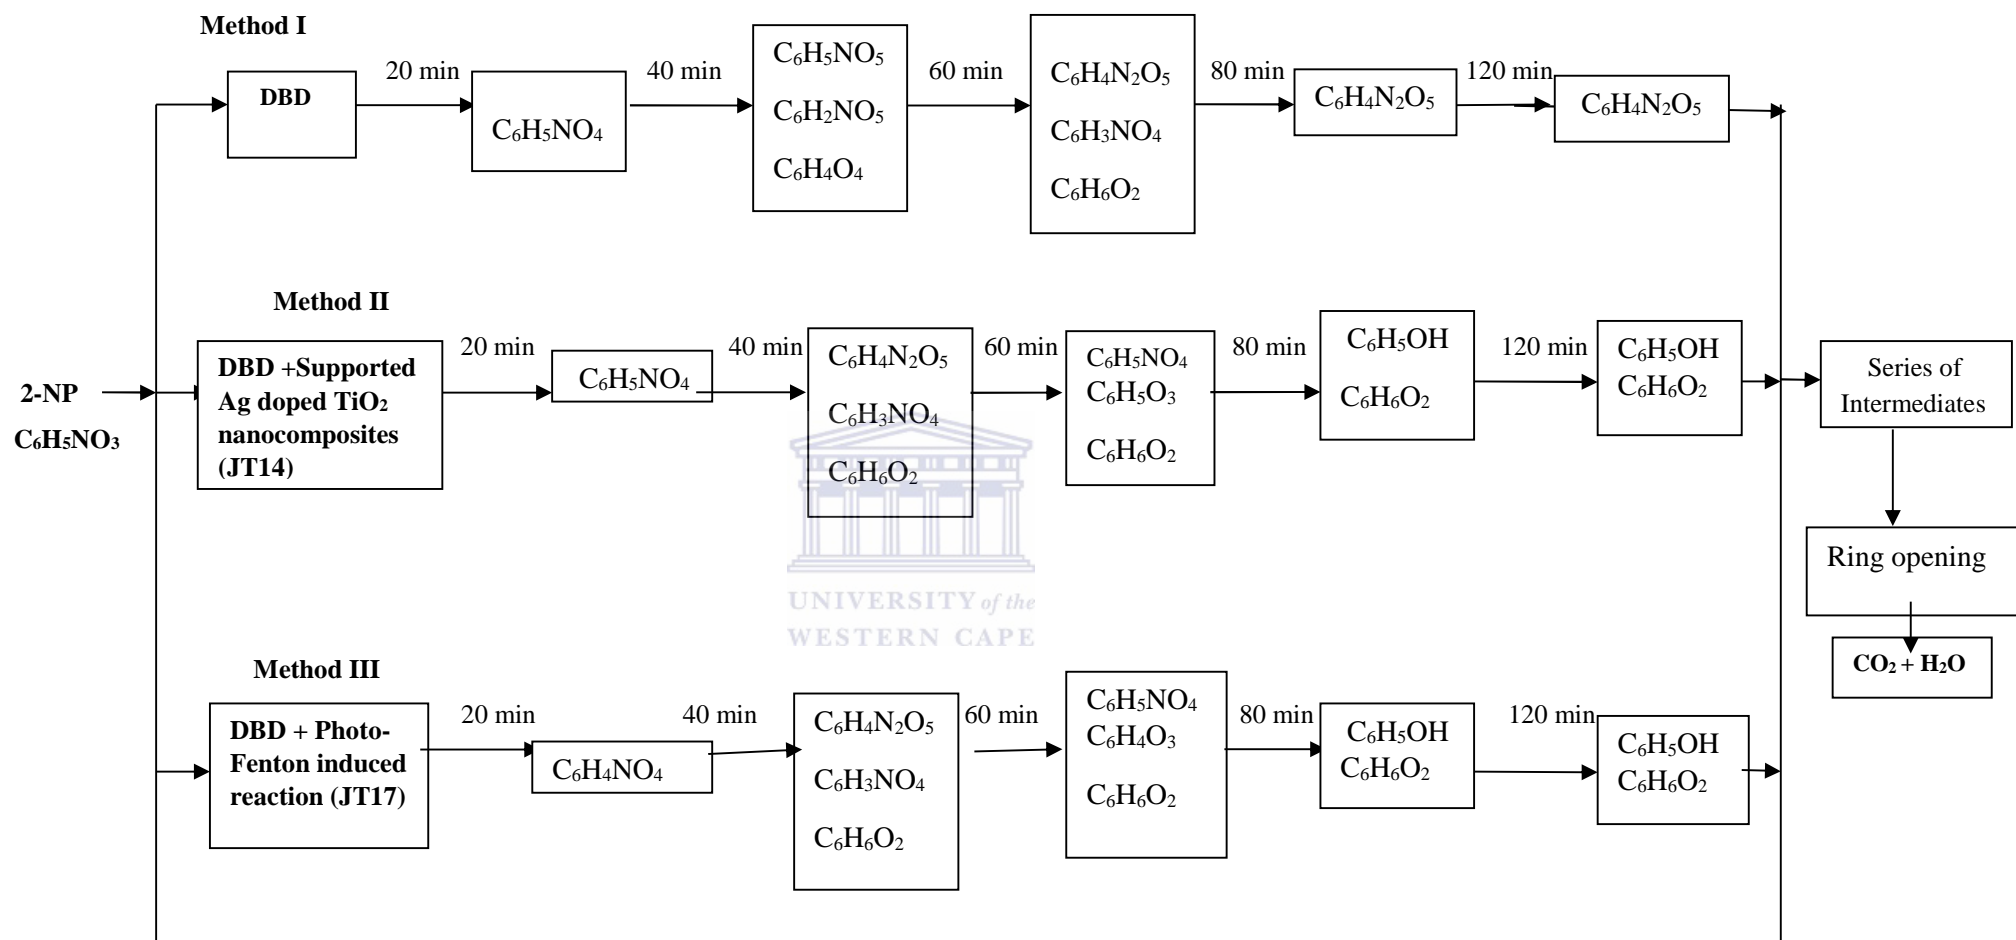 Method I
DBD
20 min
C₆H₅NO₄
40 min
C₆H₅NO₅
C₆H₂NO₅
C₆H₄O₄
60 min
C₆H₄N₂O₅
C₆H₃NO₄
C₆H₆O₂
80 min
C₆H₄N₂O₅
120 min
C₆H₄N₂O₅
2-NP
C₆H₅NO₃
Method II
DBD +Supported
Ag doped TiO₂
nanocomposites
(JT14)
20 min
C₆H₅NO₄
40 min
C₆H₄N₂O₅
C₆H₃NO₄
C₆H₆O₂
60 min
C₆H₅NO₄
C₆H₅O₃
C₆H₆O₂
80 min
C₆H₅OH
C₆H₆O₂
120 min
C₆H₅OH
C₆H₆O₂
Series of
Intermediates
Ring opening
CO₂ + H₂O
UNIVERSITY of the
WESTERN CAPE
Method III
DBD + Photo-
Fenton induced
reaction (JT17)
20 min
C₆H₄NO₄
40 min
C₆H₄N₂O₅
C₆H₃NO₄
C₆H₆O₂
60 min
C₆H₅NO₄
C₆H₄O₃
C₆H₆O₂
80 min
C₆H₅OH
C₆H₆O₂
120 min
C₆H₅OH
C₆H₆O₂